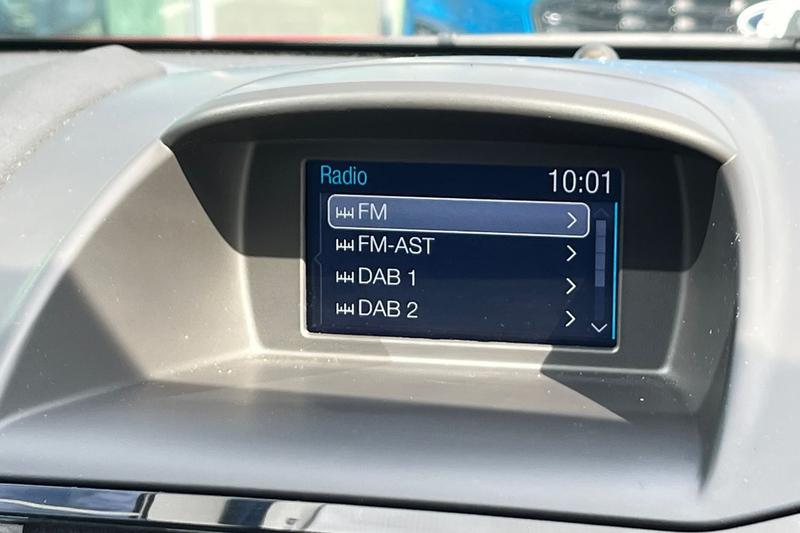 Radio 10:01
FM
FM-AST
DAB 1
DAB 2